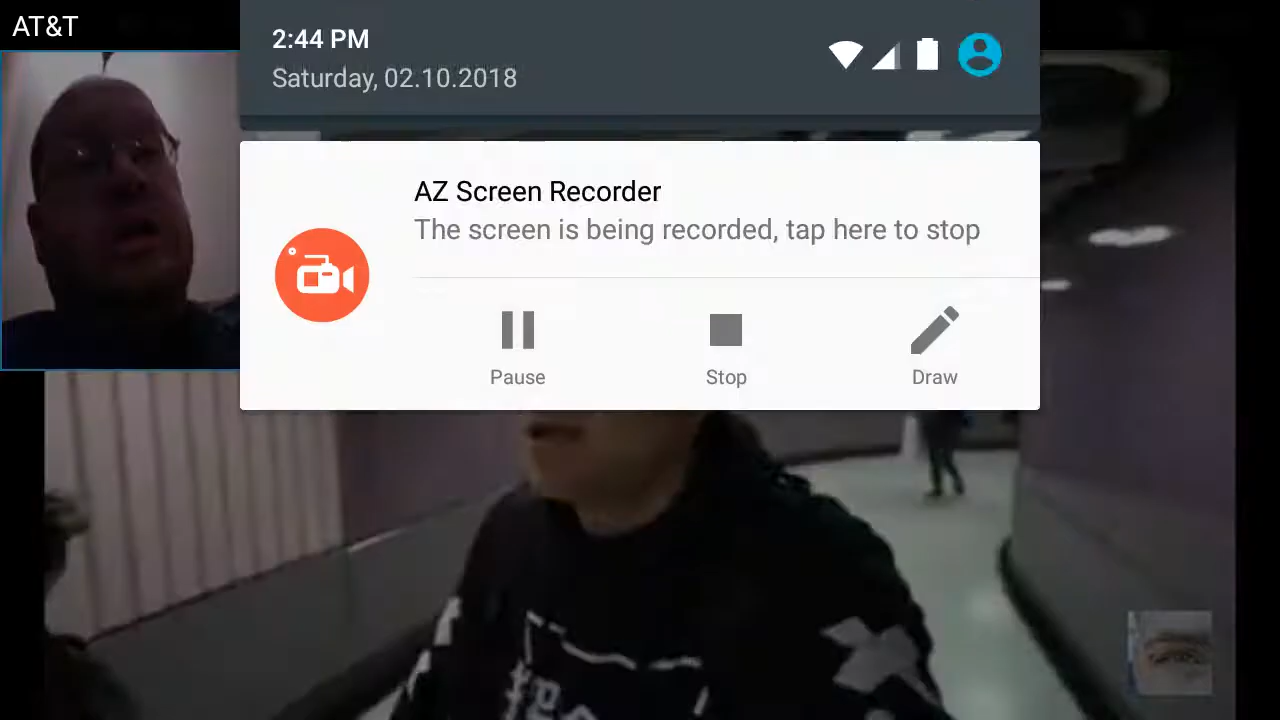 AT&T
2:44 PM
Saturday, 02.10.2018
AZ Screen Recorder
The screen is being recorded, tap here to stop
Pause
Stop
Draw